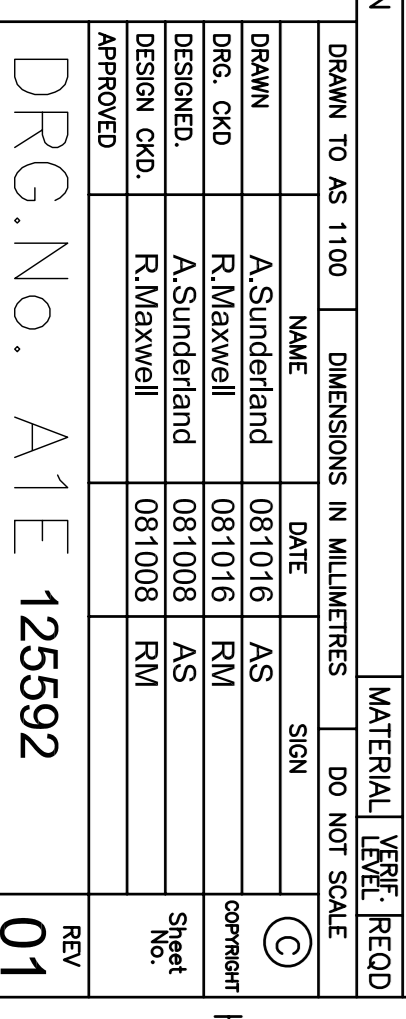 MATERIAL VERIF. LEVEL REQD
DRAWN TO AS 1100 DIMENSIONS IN MILLIMETRES DO NOT SCALE
NAME DATE SIGN
DRAWN A.Sunderland 081016 AS
DRG. CKD R.Maxwell 081016 RM
DESIGNED. A.Sunderland 081008 AS
DESIGN CKD. R.Maxwell 081008 RM
APPROVED
© COPYRIGHT
Sheet No.
DRG.No. A1E 125592
REV
01